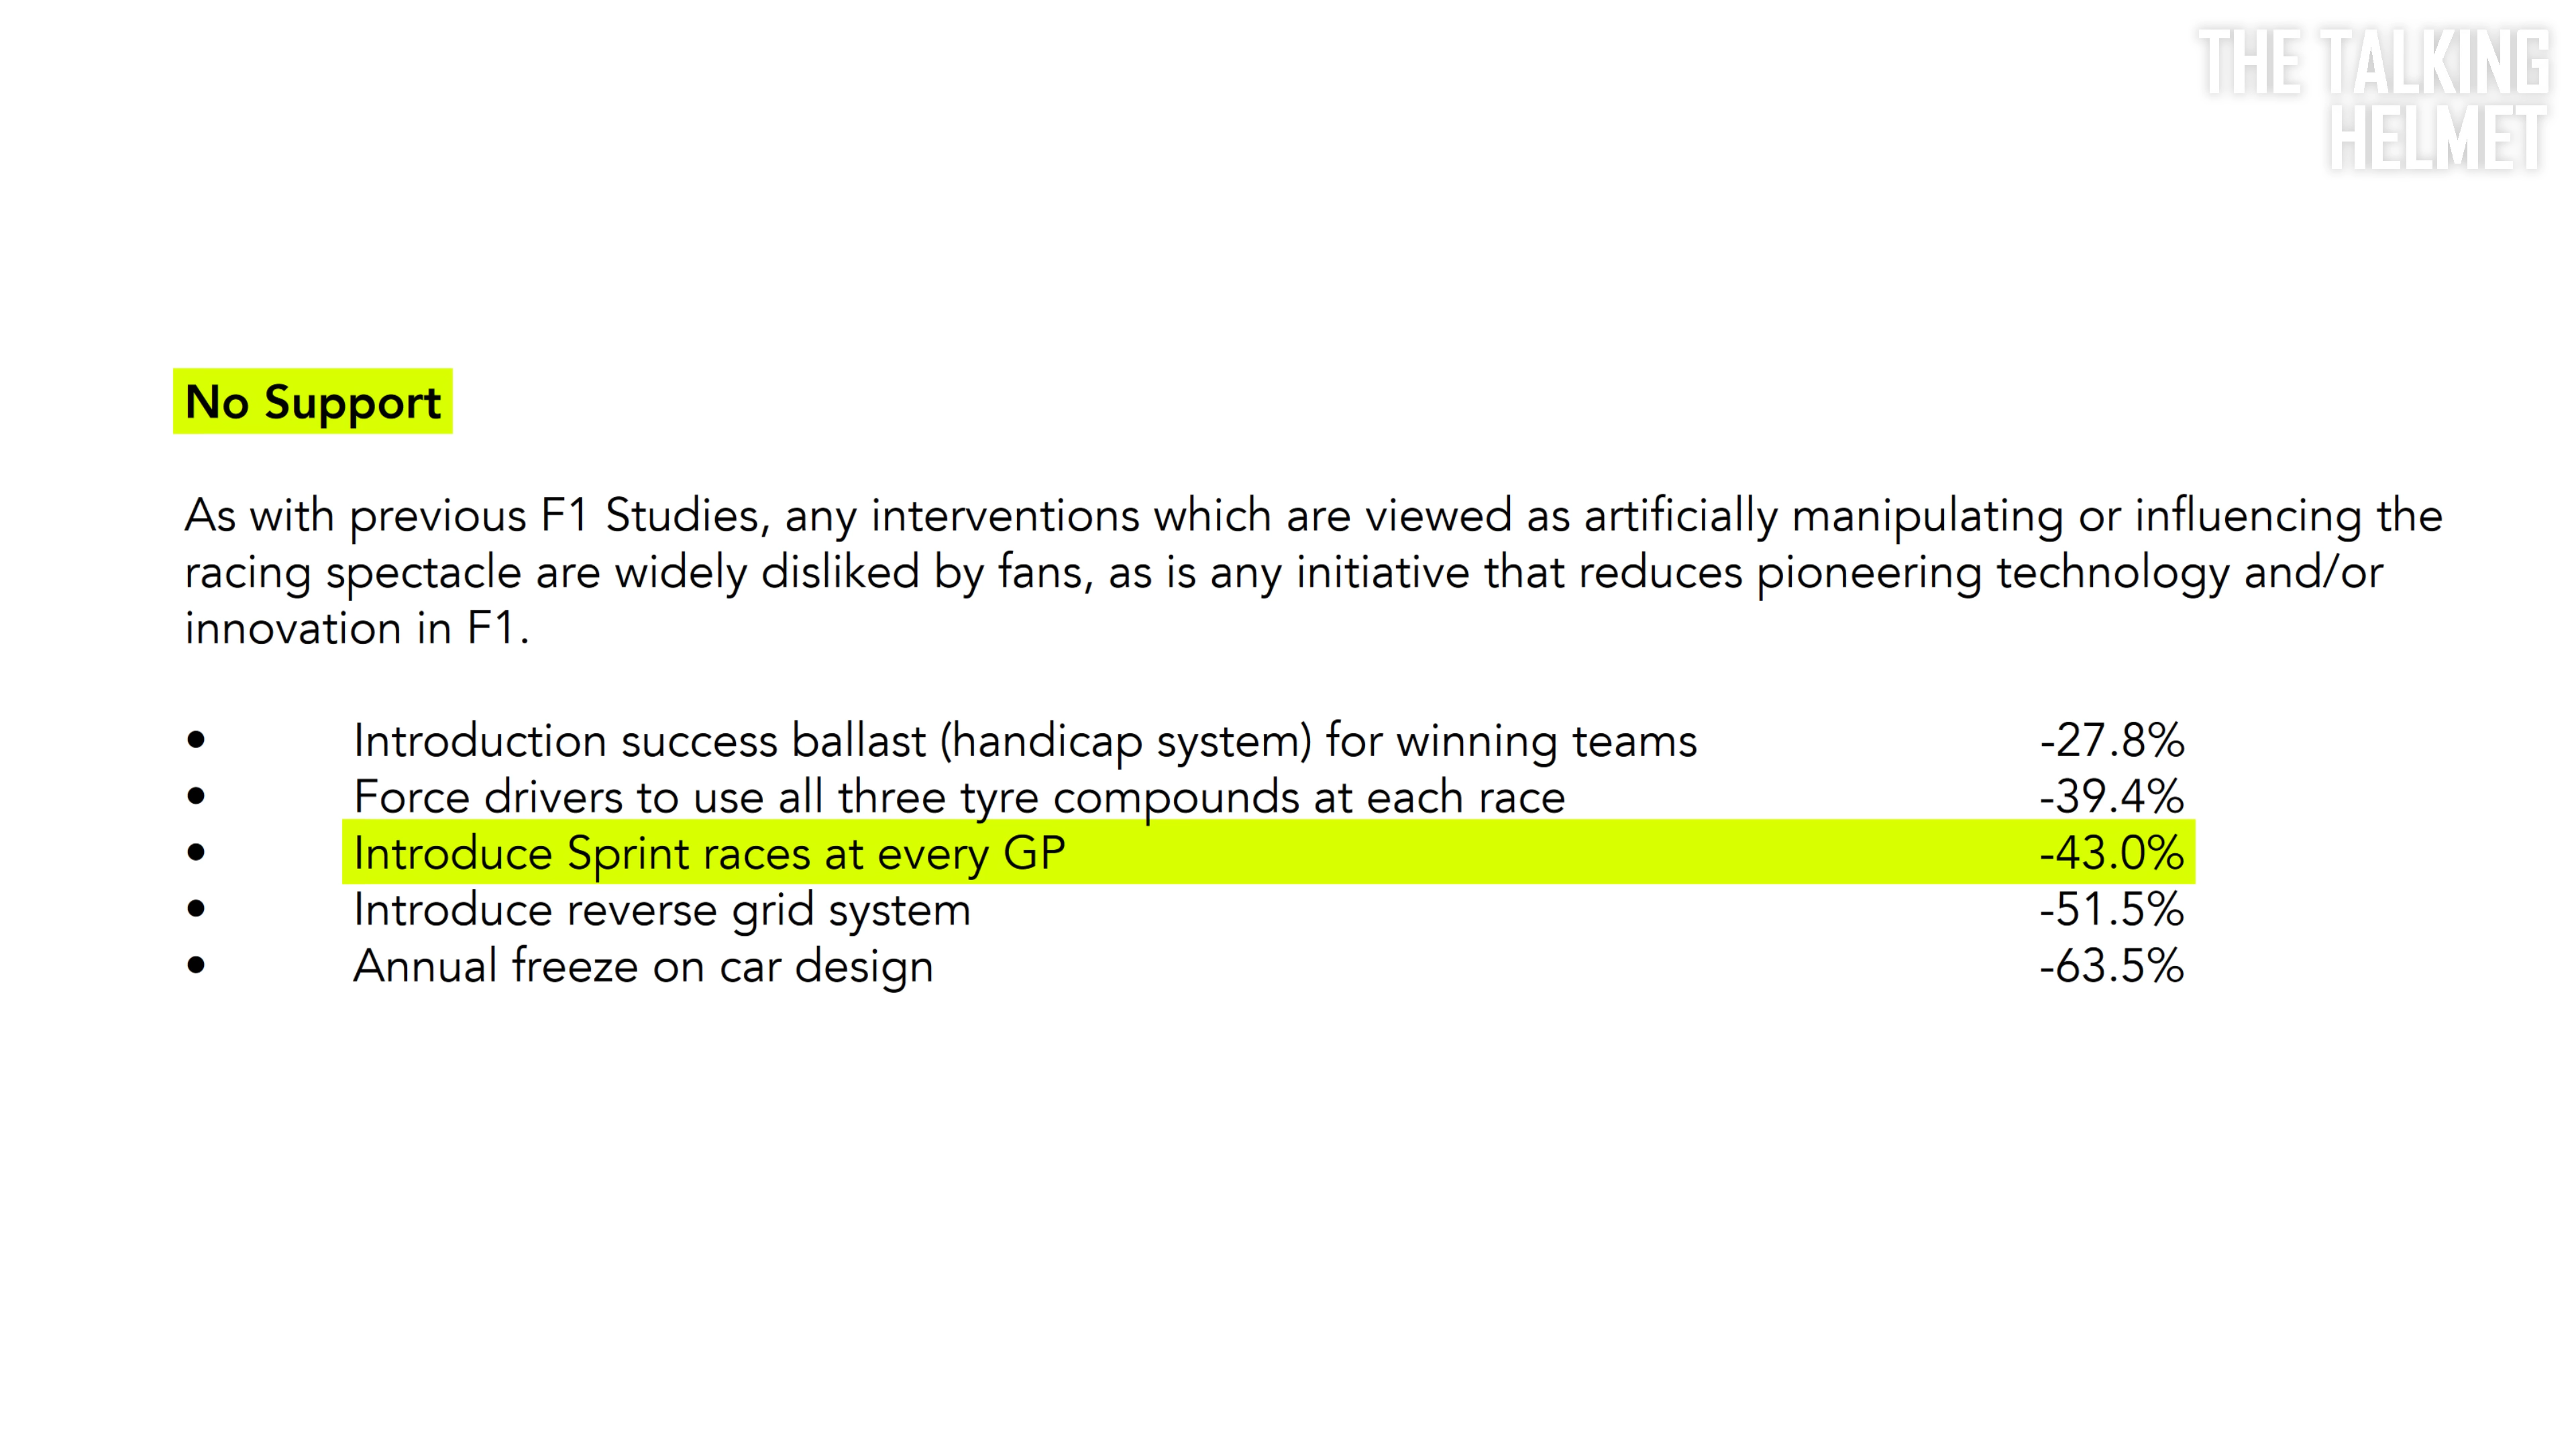 THE TALKING
HELMET
No Support
As with previous F1 Studies, any interventions which are viewed as artificially manipulating or influencing the
racing spectacle are widely disliked by fans, as is any initiative that reduces pioneering technology and/or
innovation in F1.
• Introduction success ballast (handicap system) for winning teams -27.8%
• Force drivers to use all three tyre compounds at each race -39.4%
• Introduce Sprint races at every GP -43.0%
• Introduce reverse grid system -51.5%
• Annual freeze on car design -63.5%